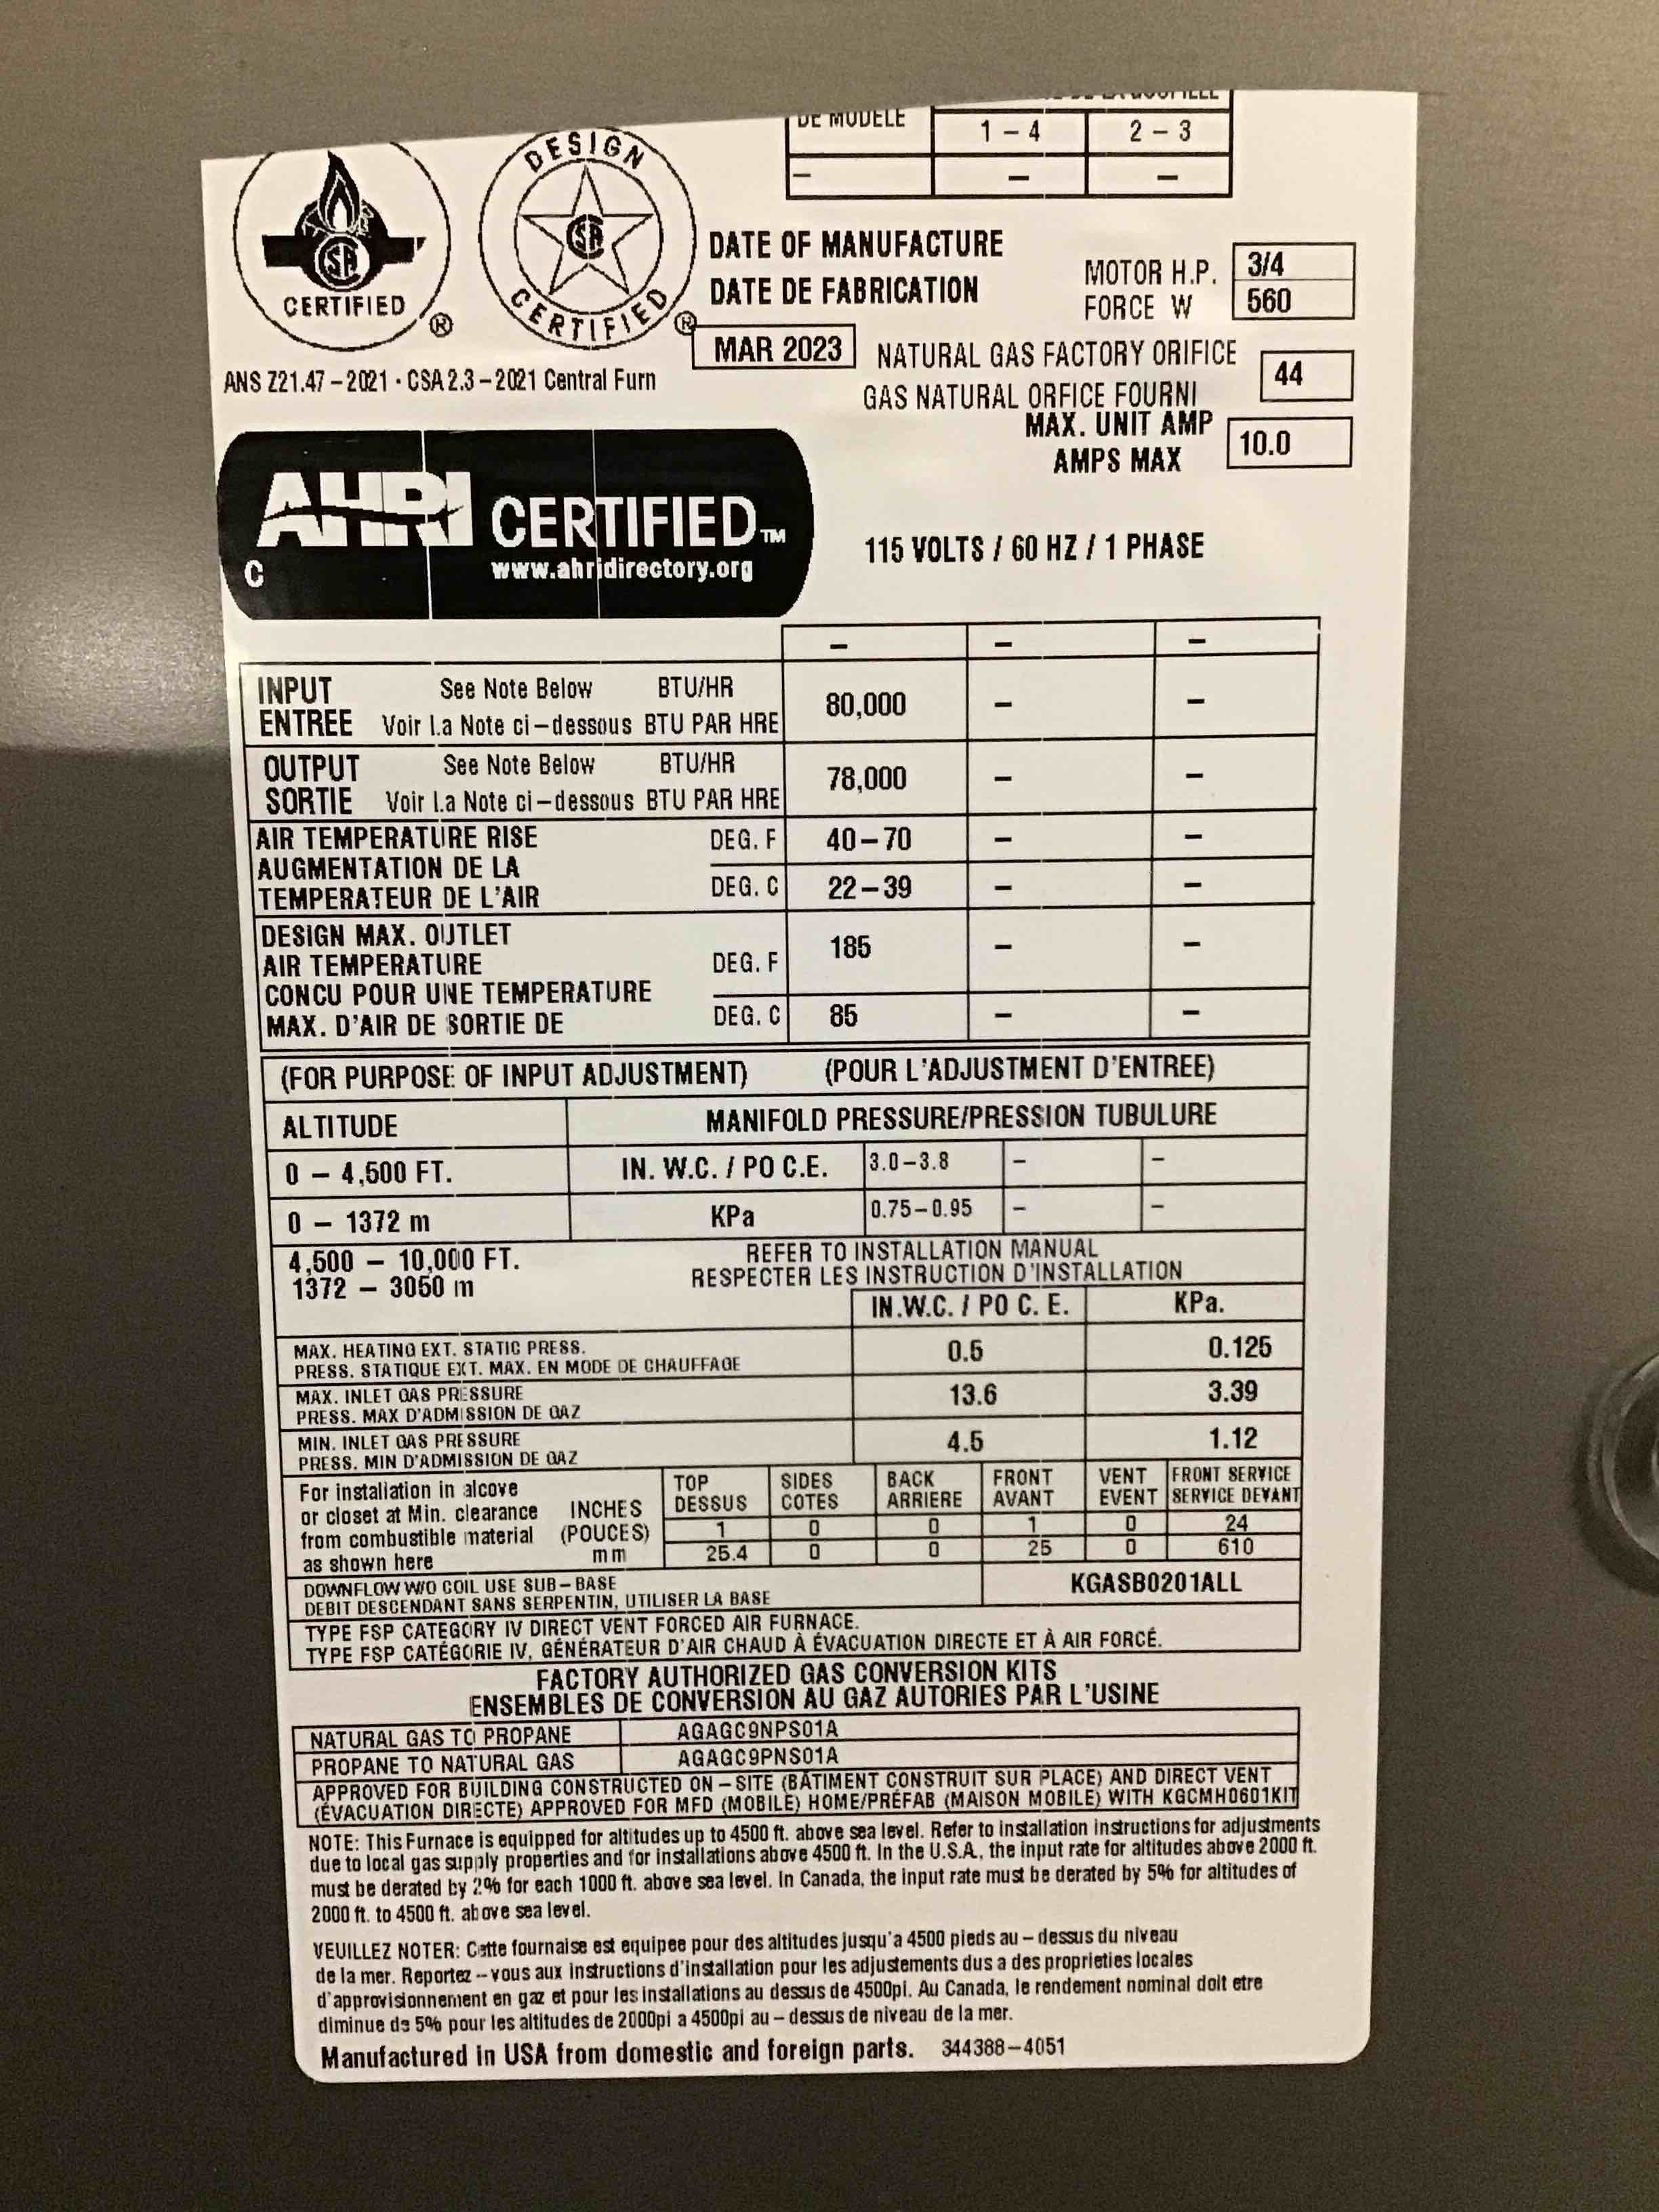 DE MODELE
1 – 4
2 – 3
–
–
–
DESIGN
CSA
CERTIFIED
®
CSA
CERTIFIED
®
DATE OF MANUFACTURE
DATE DE FABRICATION
MAR 2023
MOTOR H.P. 3/4
FORCE W 560
NATURAL GAS FACTORY ORIFICE
GAS NATURAL ORFICE FOURNI
44
MAX. UNIT AMP
AMPS MAX
10.0
ANS Z21.47 – 2021 · CSA 2.3 – 2021 Central Furn
AHRI CERTIFIED™
C
www.ahridirectory.org
115 VOLTS / 60 HZ / 1 PHASE
– – –
INPUT See Note Below BTU/HR
ENTREE Voir La Note ci – dessous BTU PAR HRE
80,000 – –
OUTPUT See Note Below BTU/HR
SORTIE Voir La Note ci – dessous BTU PAR HRE
78,000 – –
AIR TEMPERATURE RISE DEG. F 40 – 70 – –
AUGMENTATION DE LA
TEMPERATEUR DE L'AIR DEG. C 22 – 39 – –
DESIGN MAX. OUTLET
AIR TEMPERATURE DEG. F 185 – –
CONCU POUR UNE TEMPERATURE
MAX. D'AIR DE SORTIE DE DEG. C 85 – –
(FOR PURPOSE OF INPUT ADJUSTMENT) (POUR L'ADJUSTMENT D'ENTREE)
ALTITUDE MANIFOLD PRESSURE/PRESSION TUBULURE
0 – 4,500 FT. IN. W.C. / PO C.E. 3.0 – 3.8 – –
0 – 1372 m KPa 0.75 – 0.95 – –
4,500 – 10,000 FT. REFER TO INSTALLATION MANUAL
1372 – 3050 m RESPECTER LES INSTRUCTION D'INSTALLATION
IN.W.C. / PO C. E. KPa.
MAX. HEATING EXT. STATIC PRESS.
PRESS. STATIQUE EXT. MAX. EN MODE DE CHAUFFAGE
0.5 0.125
MAX. INLET GAS PRESSURE
PRESS. MAX D'ADMISSION DE GAZ
13.6 3.39
MIN. INLET GAS PRESSURE
PRESS. MIN D'ADMISSION DE GAZ
4.5 1.12
For installation in alcove
or closet at Min. clearance
from combustible material
as shown here
INCHES
(POUCES)
mm
TOP SIDES BACK FRONT VENT FRONT SERVICE
DESSUS COTES ARRIERE AVANT EVENT SERVICE DEVANT
1 0 0 1 0 24
25.4 0 0 25 0 610
DOWNFLOW W/O COIL USE SUB – BASE
DEBIT DESCENDANT SANS SERPENTIN, UTILISER LA BASE
KGASB0201ALL
TYPE FSP CATEGORY IV DIRECT VENT FORCED AIR FURNACE.
TYPE FSP CATÉGORIE IV, GÉNÉRATEUR D'AIR CHAUD À ÉVACUATION DIRECTE ET À AIR FORCÉ.
FACTORY AUTHORIZED GAS CONVERSION KITS
ENSEMBLES DE CONVERSION AU GAZ AUTORIES PAR L'USINE
NATURAL GAS TO PROPANE AGAGC9NPS01A
PROPANE TO NATURAL GAS AGAGC9PNS01A
APPROVED FOR BUILDING CONSTRUCTED ON – SITE (BÂTIMENT CONSTRUIT SUR PLACE) AND DIRECT VENT
(ÉVACUATION DIRECTE) APPROVED FOR MFD (MOBILE) HOME/PRÉFAB (MAISON MOBILE) WITH KGCMH0601KIT
NOTE: This Furnace is equipped for altitudes up to 4500 ft. above sea level. Refer to installation instructions for adjustments
due to local gas supply properties and for installations above 4500 ft. In the U.S.A., the input rate for altitudes above 2000 ft.
must be derated by 2% for each 1000 ft. above sea level. In Canada, the input rate must be derated by 5% for altitudes of
2000 ft. to 4500 ft. above sea level.
VEUILLEZ NOTER: Cette fournaise est equipee pour des altitudes jusqu'a 4500 pieds au – dessus du niveau
de la mer. Reportez – vous aux instructions d'installation pour les adjustements dus a des proprieties locales
d'approvisionnement en gaz et pour les installations au dessus de 4500pi. Au Canada, le rendement nominal doit etre
diminue de 5% pour les altitudes de 2000pi a 4500pi au – dessus de niveau de la mer.
Manufactured in USA from domestic and foreign parts. 344388 – 4051